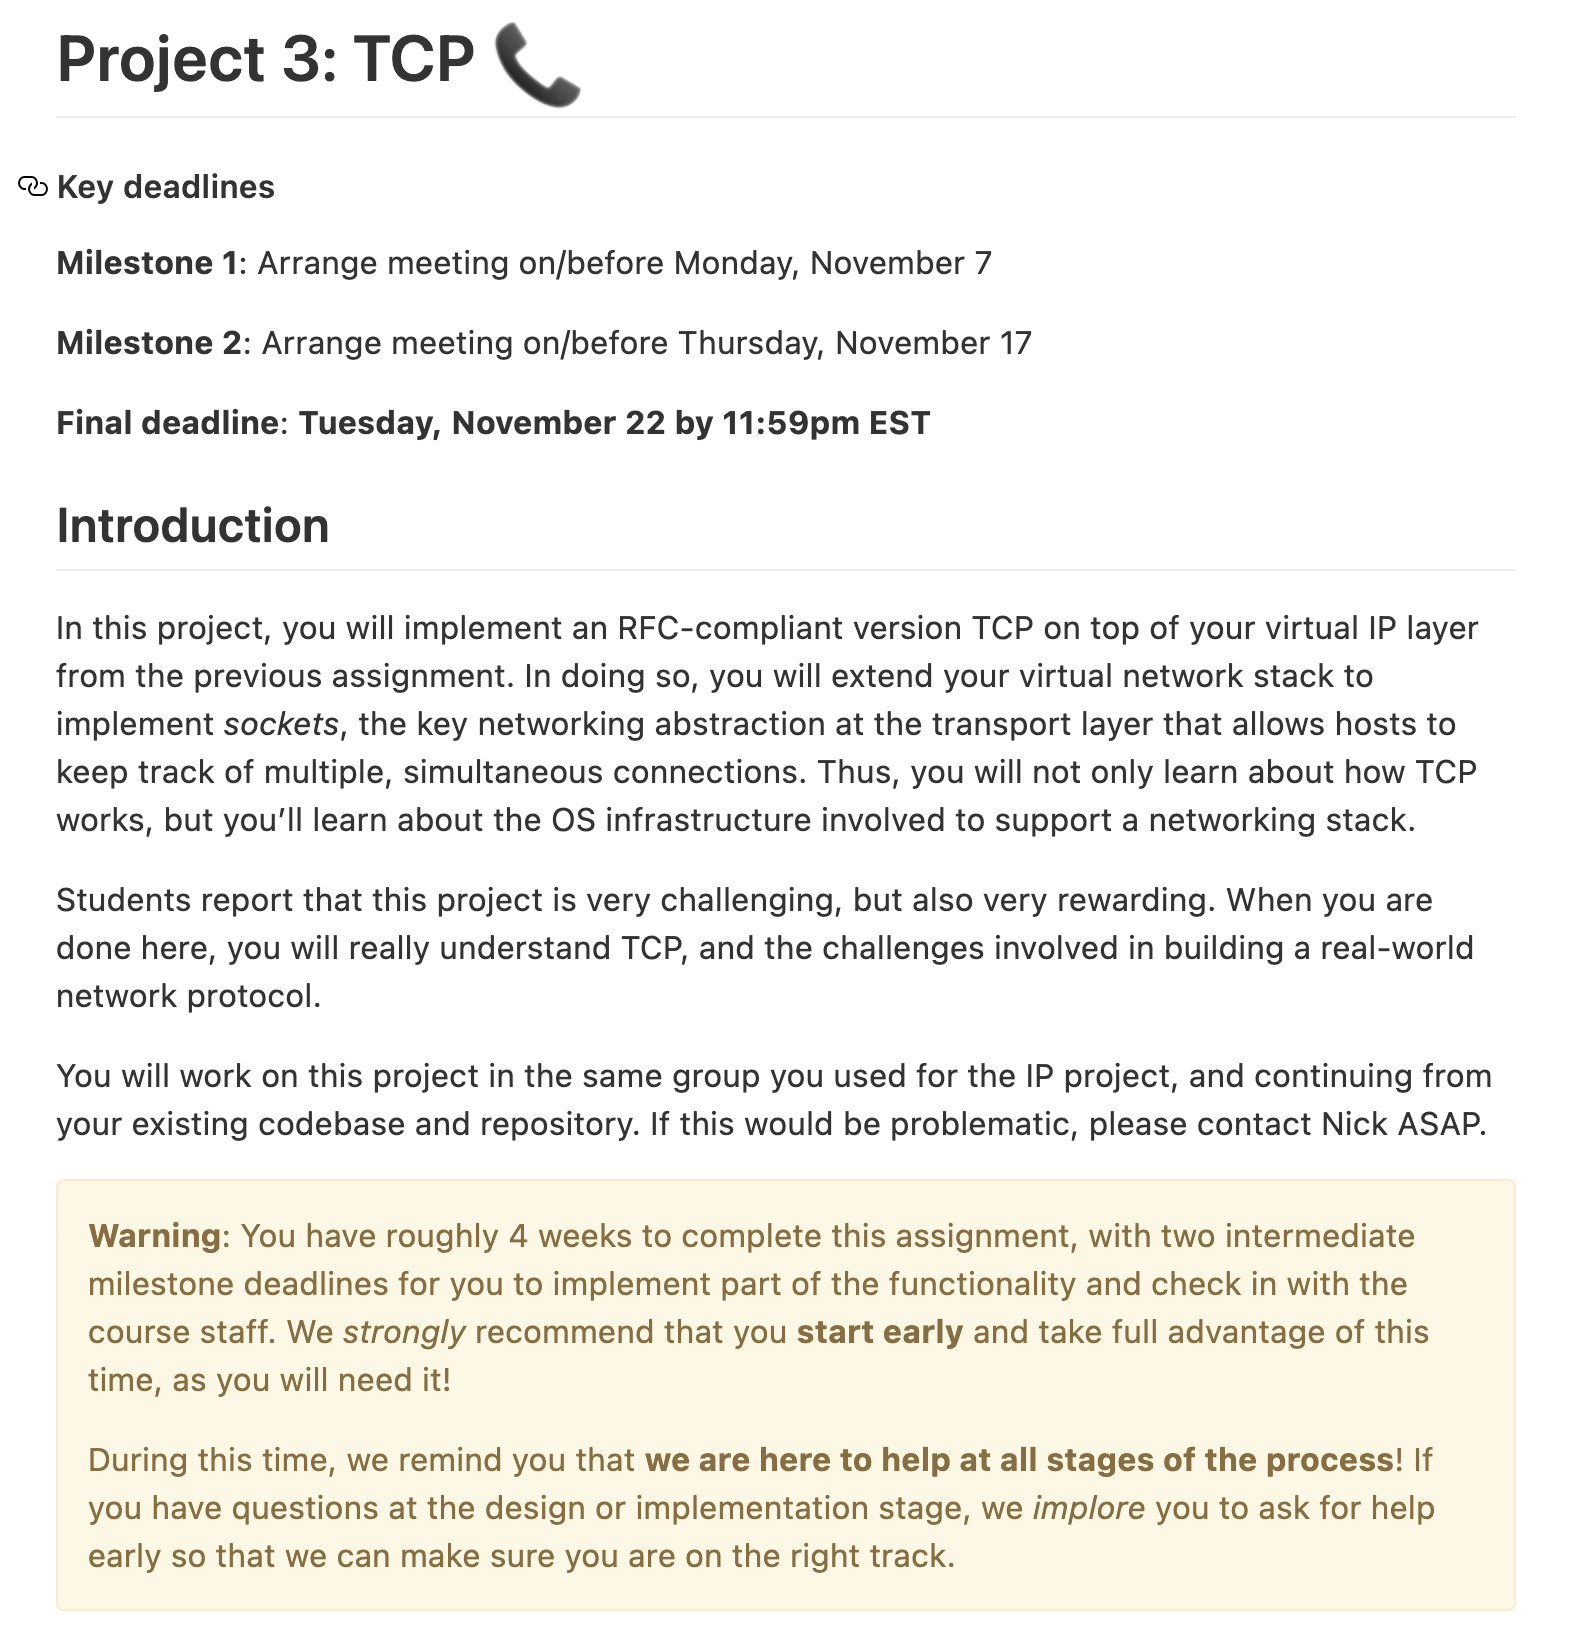 Project 3: TCP 📞
Key deadlines
Milestone 1: Arrange meeting on/before Monday, November 7
Milestone 2: Arrange meeting on/before Thursday, November 17
Final deadline: Tuesday, November 22 by 11:59pm EST
Introduction
In this project, you will implement an RFC-compliant version TCP on top of your virtual IP layer
from the previous assignment. In doing so, you will extend your virtual network stack to
implement sockets, the key networking abstraction at the transport layer that allows hosts to
keep track of multiple, simultaneous connections. Thus, you will not only learn about how TCP
works, but you’ll learn about the OS infrastructure involved to support a networking stack.
Students report that this project is very challenging, but also very rewarding. When you are
done here, you will really understand TCP, and the challenges involved in building a real-world
network protocol.
You will work on this project in the same group you used for the IP project, and continuing from
your existing codebase and repository. If this would be problematic, please contact Nick ASAP.
Warning: You have roughly 4 weeks to complete this assignment, with two intermediate
milestone deadlines for you to implement part of the functionality and check in with the
course staff. We strongly recommend that you start early and take full advantage of this
time, as you will need it!
During this time, we remind you that we are here to help at all stages of the process! If
you have questions at the design or implementation stage, we implore you to ask for help
early so that we can make sure you are on the right track.